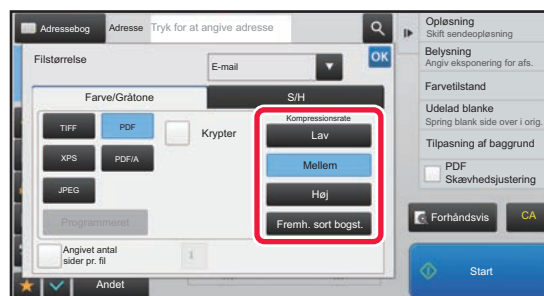 Adressebog
Adresse
Tryk for at angive adresse
Filstørrelse
E-mail
OK
Farve/Gråtone
S/H
TIFF
PDF
Krypter
XPS
PDF/A
JPEG
Programmeret
Kompressionsrate
Lav
Mellem
Høj
Fremh. sort bogst.
Angivet antal
sider pr. fil
1
Andet
Opløsning
Skift sendeopløsning
Belysning
Angiv eksponering for afs.
Farvetilstand
Udelad blanke
Spring blank side over i orig.
Tilpasning af baggrund
PDF
Skævhedsjustering
Forhåndsvis
CA
Start